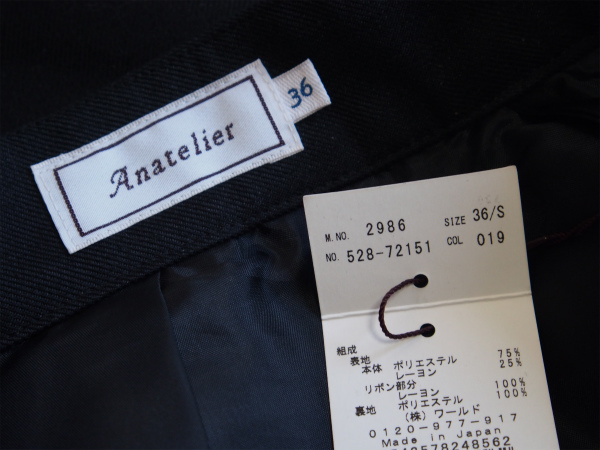 Anatelier
36
M.NO. 2986 SIZE 36/S
NO. 528-72151 COL 019
組成
表地
本体 ポリエステル 75%
レーヨン 25%
リボン部分
レーヨン 100%
裏地 ポリエステル 100%
(株)ワールド
0120-977-917
Made in Japan